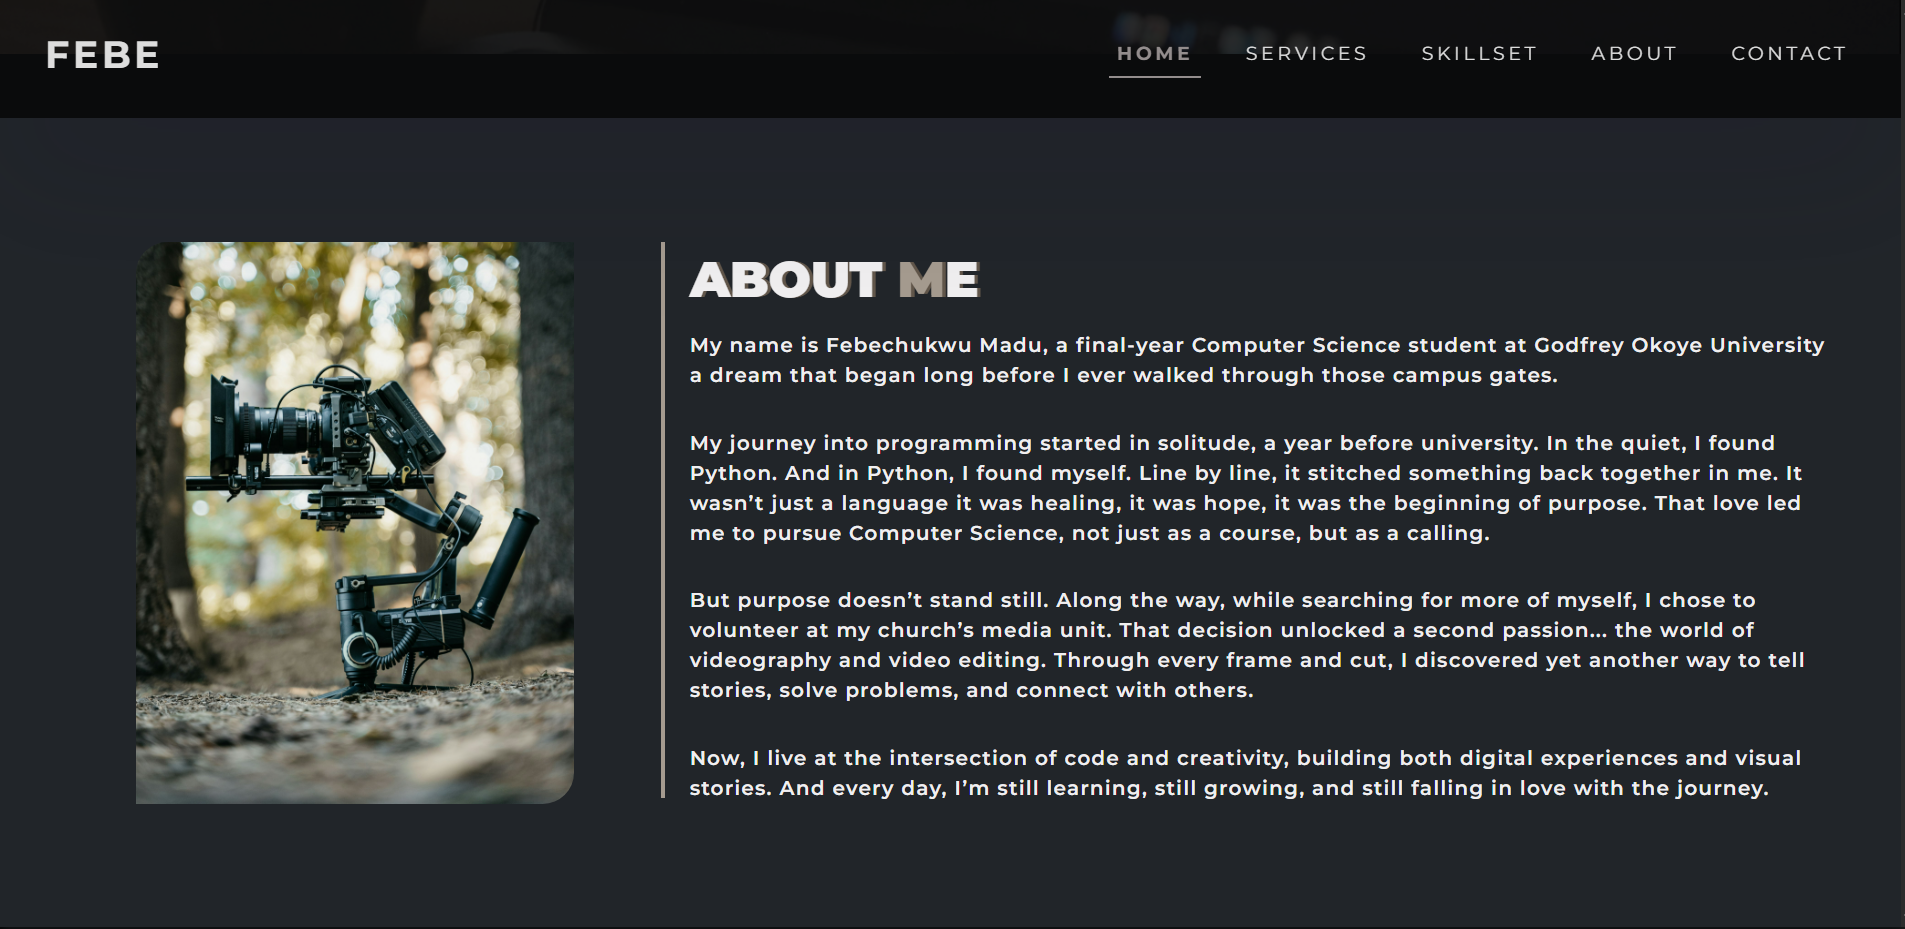 FEBE
HOME SERVICES SKILLSET ABOUT CONTACT
ABOUT ME
My name is Febechukwu Madu, a final-year Computer Science student at Godfrey Okoye University
a dream that began long before I ever walked through those campus gates.
My journey into programming started in solitude, a year before university. In the quiet, I found
Python. And in Python, I found myself. Line by line, it stitched something back together in me. It
wasn’t just a language it was healing, it was hope, it was the beginning of purpose. That love led
me to pursue Computer Science, not just as a course, but as a calling.
But purpose doesn’t stand still. Along the way, while searching for more of myself, I chose to
volunteer at my church’s media unit. That decision unlocked a second passion... the world of
videography and video editing. Through every frame and cut, I discovered yet another way to tell
stories, solve problems, and connect with others.
Now, I live at the intersection of code and creativity, building both digital experiences and visual
stories. And every day, I’m still learning, still growing, and still falling in love with the journey.